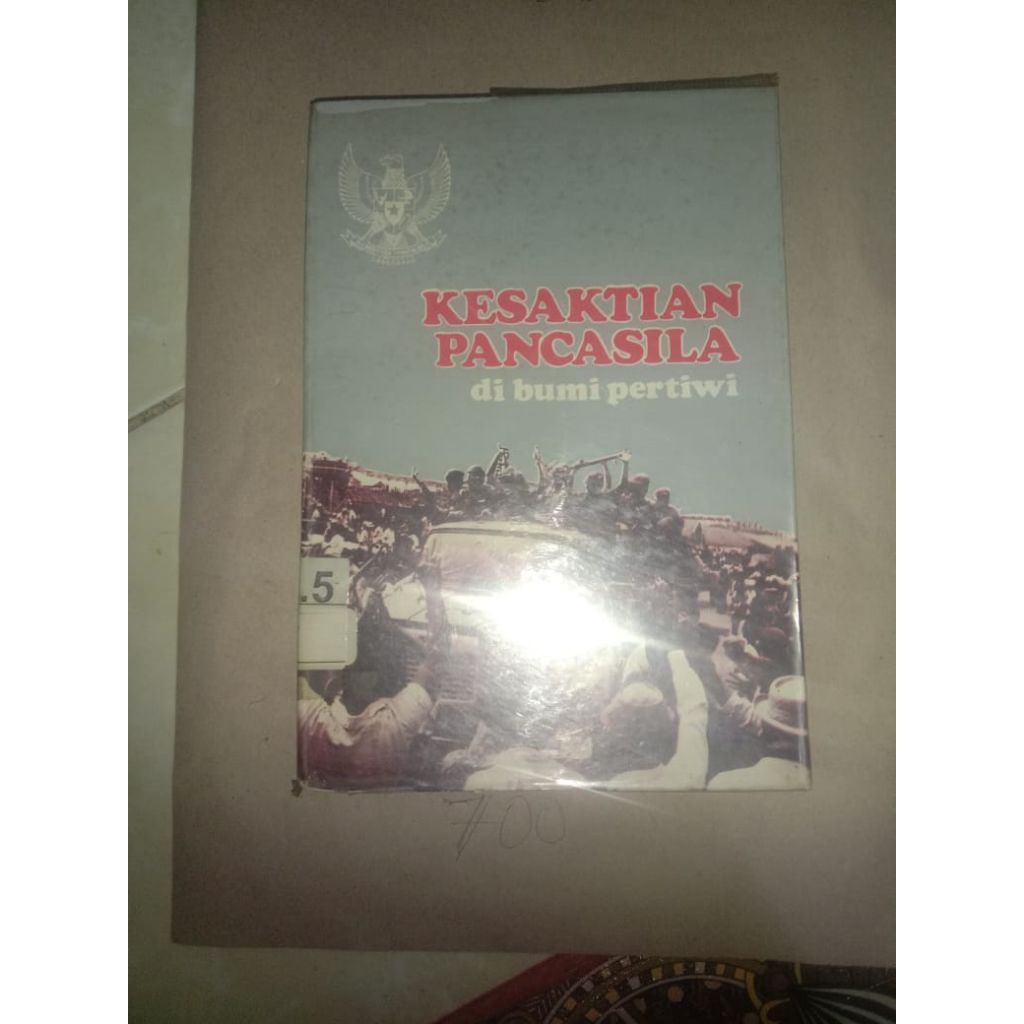 KESAKTIAN
PANCASILA
di bumi pertiwi
.5
700